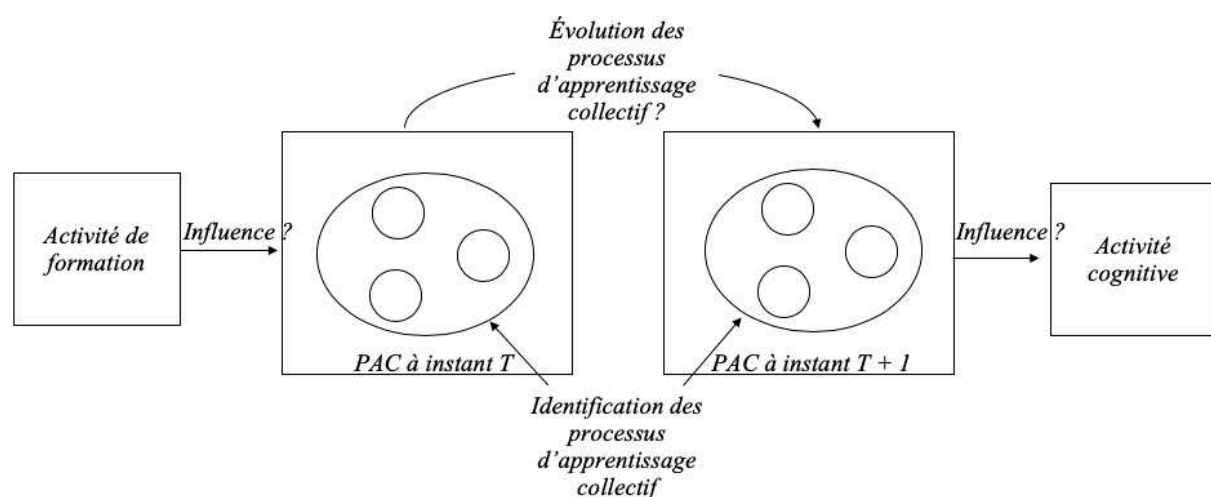 Évolution des
processus
d’apprentissage
collectif ?
Activité de
formation
Influence ?
PAC à instant T
PAC à instant T + 1
Influence ?
Activité
cognitive
Identification des
processus
d’apprentissage
collectif